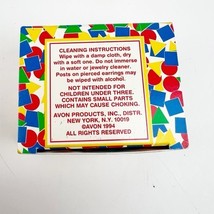 CLEANING INSTRUCTIONS
Wipe with a damp cloth, dry
with a soft one. Do not immerse
in water or jewelry cleaner.
Posts on pierced earrings may
be wiped with alcohol.
NOT INTENDED FOR
CHILDREN UNDER THREE.
CONTAINS SMALL PARTS
WHICH MAY CAUSE CHOKING.
AVON PRODUCTS, INC., DISTR.
NEW YORK, N.Y. 10019
©AVON 1994
ALL RIGHTS RESERVED